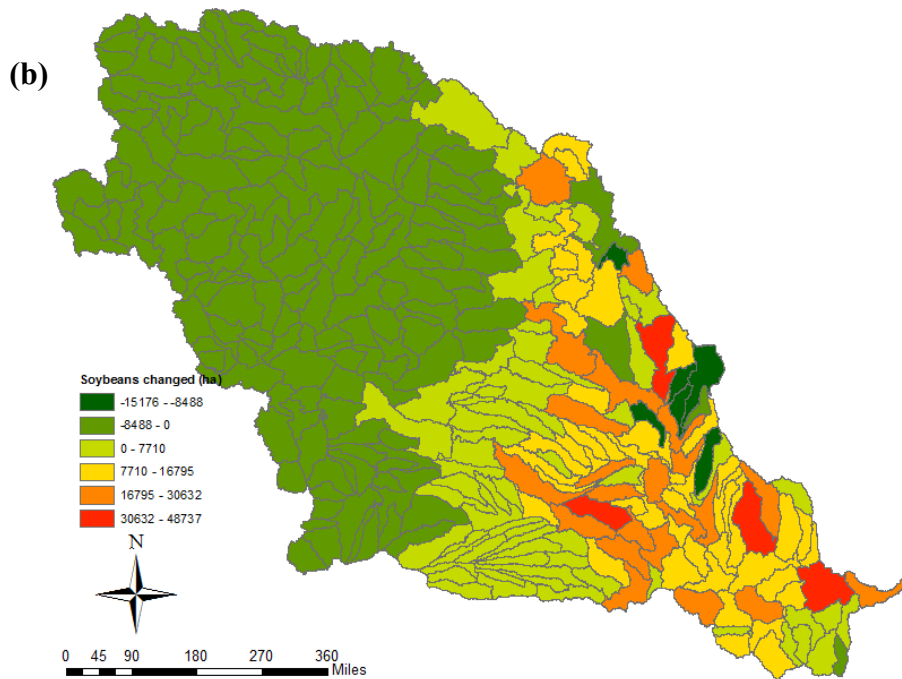 (b)
Soybeans changed (ha)
-15176 - -8488
-8488 - 0
0 - 7710
7710 - 16795
16795 - 30632
30632 - 48737
N
0 45 90 180 270 360
Miles